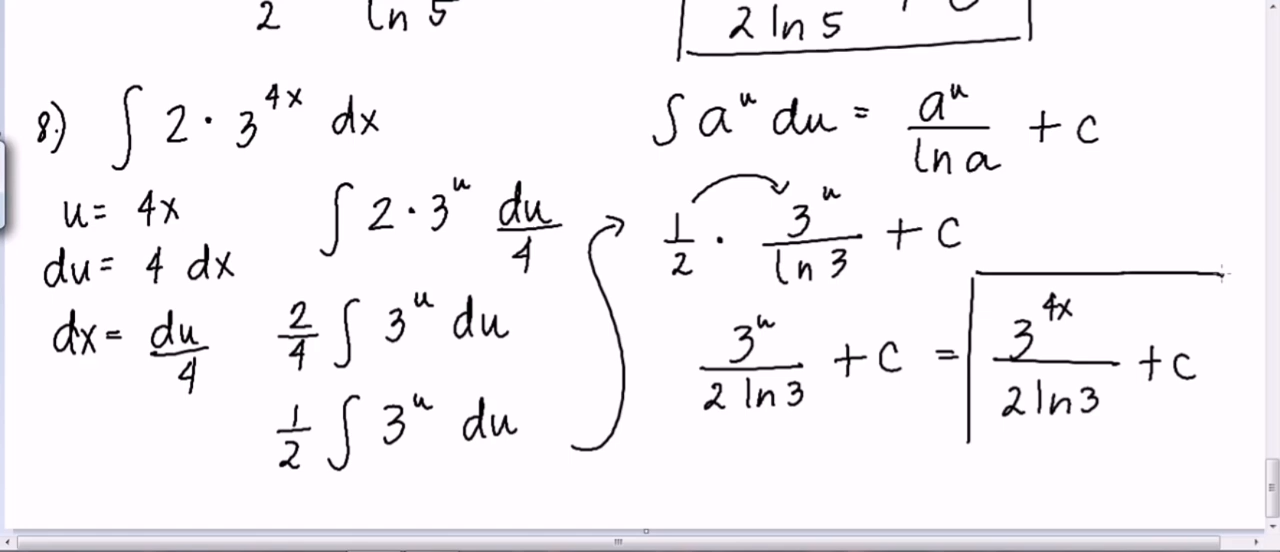 2 ln 5
2 ln 5 + C
8.) ∫ 2 · 3^{4x} dx
u = 4x
du = 4 dx
dx = du/4
∫ 2 · 3^u du/4
2/4 ∫ 3^u du
1/2 ∫ 3^u du
∫ a^u du = a^u/ln a + C
1/2 · 3^u/ln 3 + C
3^u/2 ln 3 + C = 3^{4x}/2 ln 3 + C